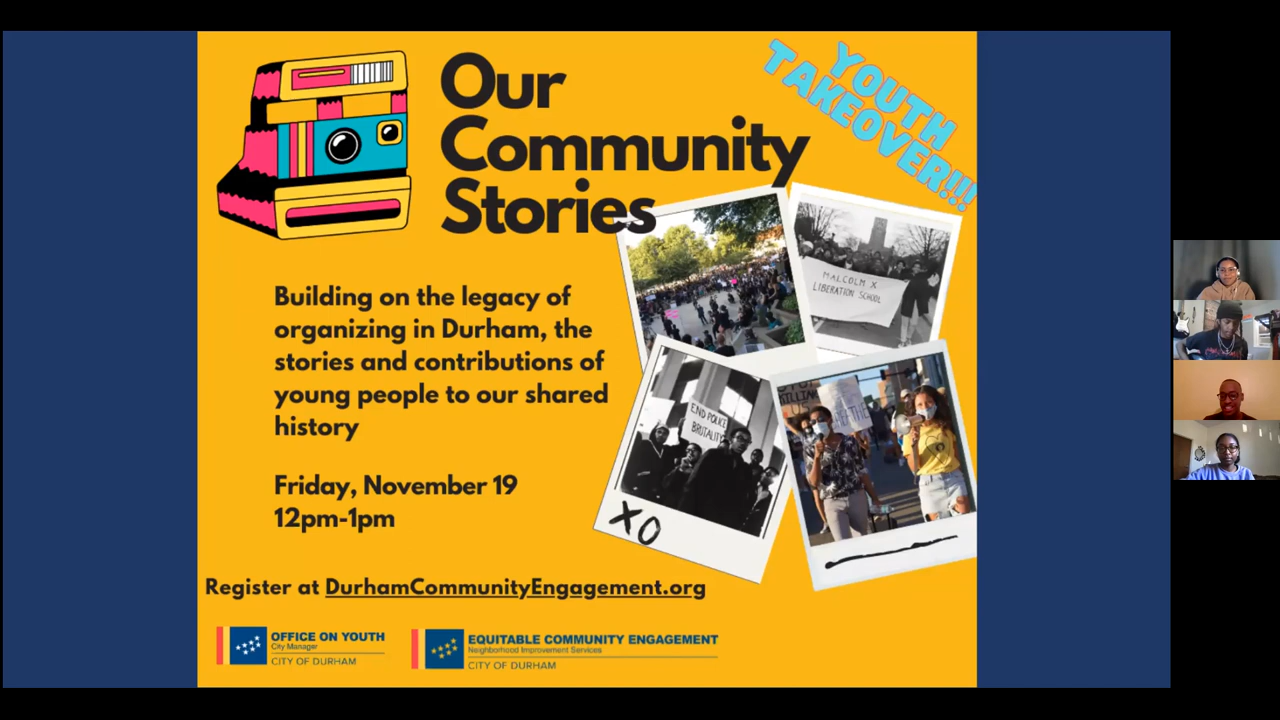 Our
Community
Stories
YOUTH
TAKEOVER!!!
Building on the legacy of
organizing in Durham, the
stories and contributions of
young people to our shared
history
Friday, November 19
12pm-1pm
MALCOLM X
LIBERATION SCHOOL
END POLICE
BRUTALITY
XO
Register at DurhamCommunityEngagement.org
OFFICE ON YOUTH
City Manager
CITY OF DURHAM
EQUITABLE COMMUNITY ENGAGEMENT
Neighborhood Improvement Services
CITY OF DURHAM